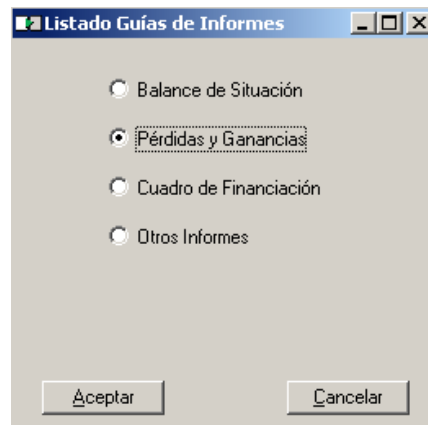 Listado Guías de Informes
Balance de Situación
Pérdidas y Ganancias
Cuadro de Financiación
Otros Informes
Aceptar Cancelar